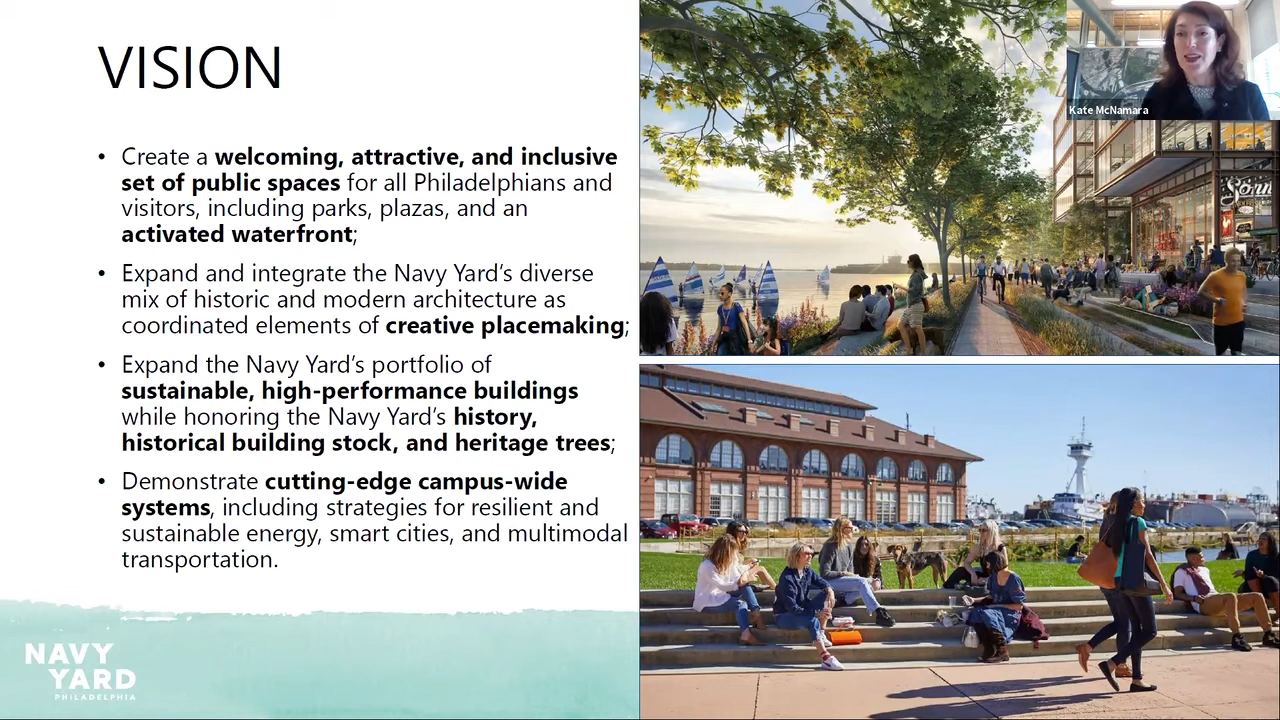 VISION
• Create a welcoming, attractive, and inclusive
set of public spaces for all Philadelphians and
visitors, including parks, plazas, and an
activated waterfront;
• Expand and integrate the Navy Yard's diverse
mix of historic and modern architecture as
coordinated elements of creative placemaking;
• Expand the Navy Yard's portfolio of
sustainable, high-performance buildings
while honoring the Navy Yard's history,
historical building stock, and heritage trees;
• Demonstrate cutting-edge campus-wide
systems, including strategies for resilient and
sustainable energy, smart cities, and multimodal
transportation.
NAVY
YARD
PHILADELPHIA
Kate McNamara